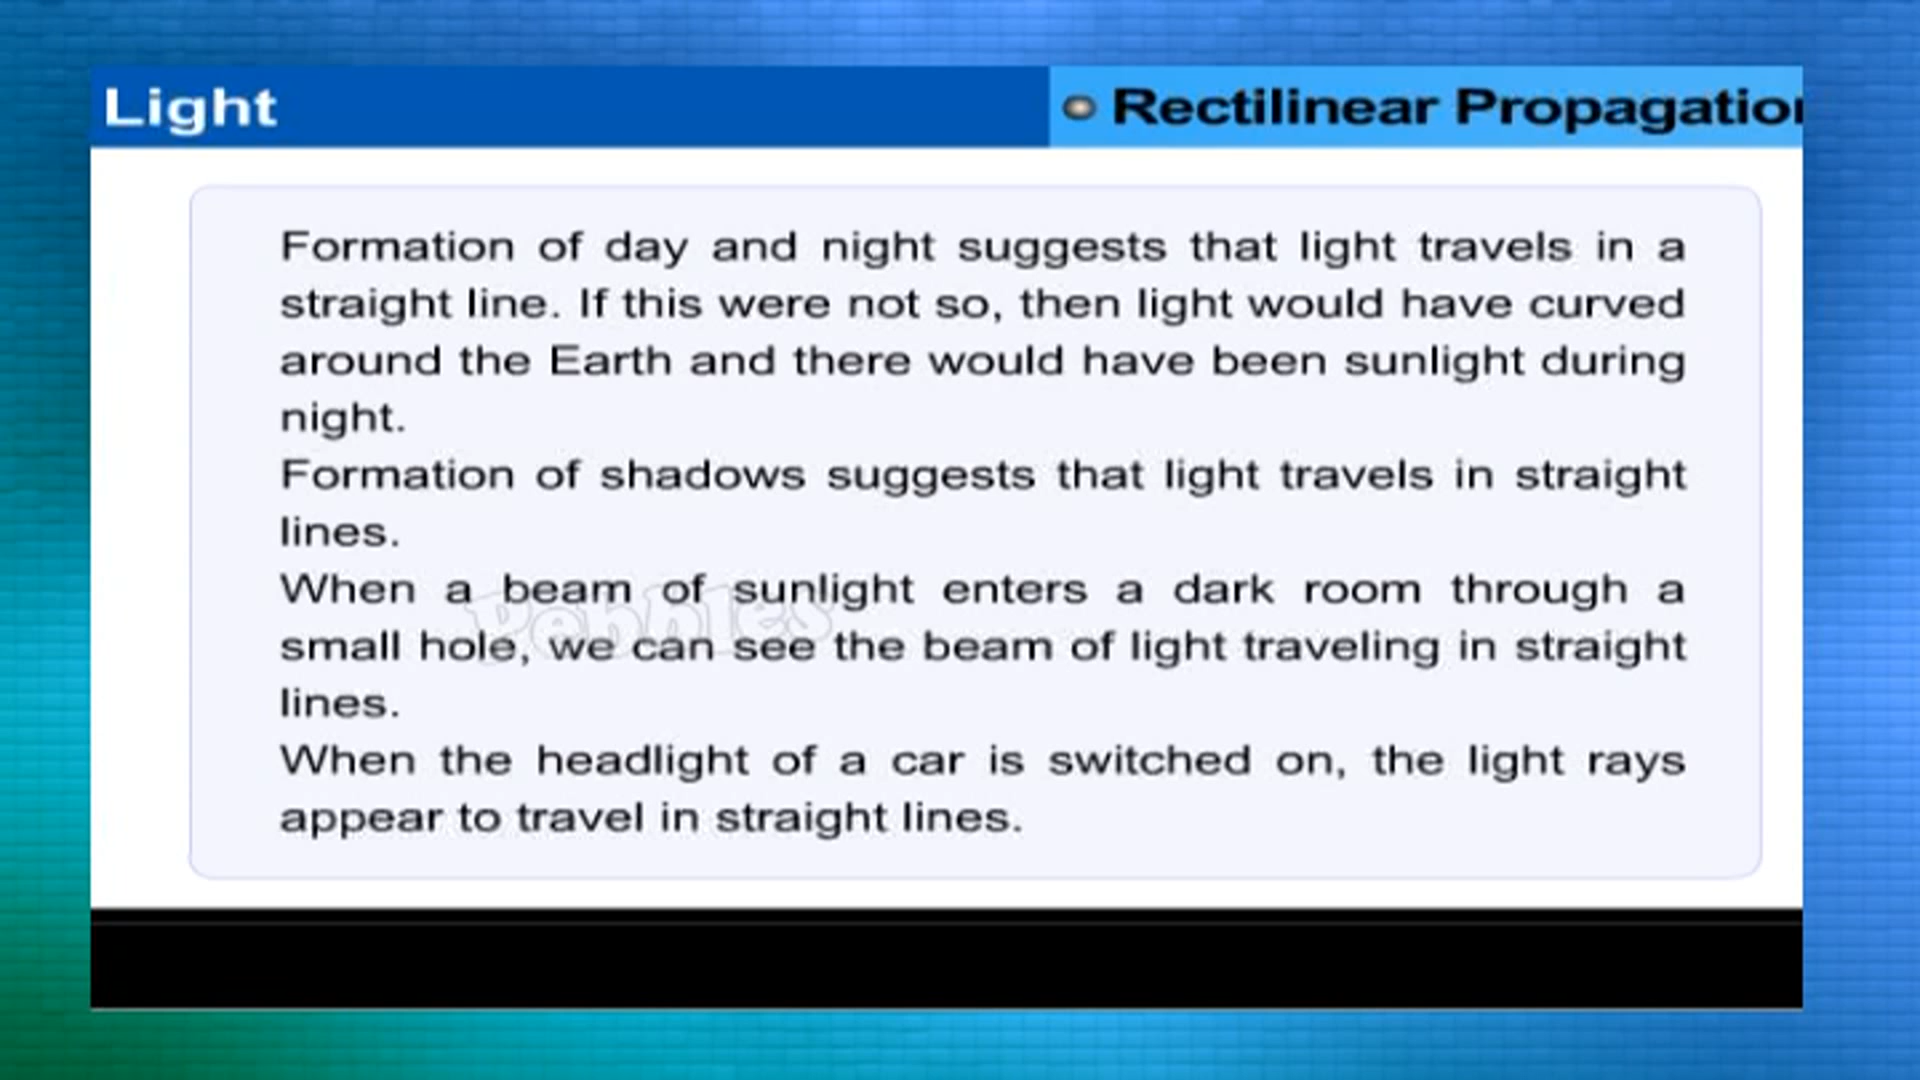 Light
Rectilinear Propagation
Formation of day and night suggests that light travels in a
straight line. If this were not so, then light would have curved
around the Earth and there would have been sunlight during
night.
Formation of shadows suggests that light travels in straight
lines.
When a beam of sunlight enters a dark room through a
small hole, we can see the beam of light traveling in straight
lines.
When the headlight of a car is switched on, the light rays
appear to travel in straight lines.
Pebbles